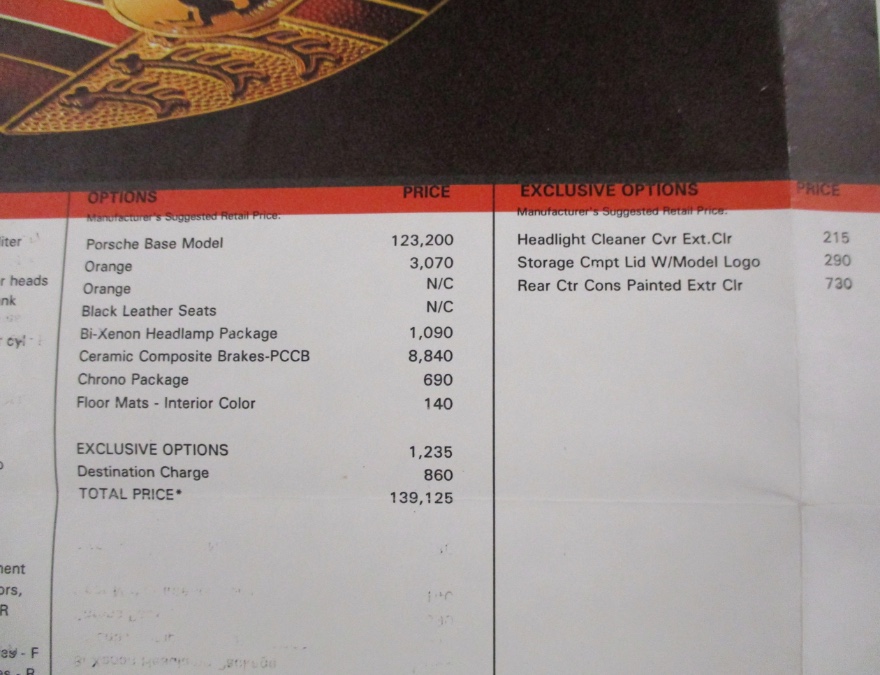 OPTIONS PRICE
Manufacturer's Suggested Retail Price:
Porsche Base Model 123,200
Orange 3,070
Orange N/C
Black Leather Seats N/C
Bi-Xenon Headlamp Package 1,090
Ceramic Composite Brakes-PCCB 8,840
Chrono Package 690
Floor Mats - Interior Color 140
EXCLUSIVE OPTIONS 1,235
Destination Charge 860
TOTAL PRICE* 139,125
EXCLUSIVE OPTIONS PRICE
Manufacturer's Suggested Retail Price:
Headlight Cleaner Cvr Ext.Clr 215
Storage Cmpt Lid W/Model Logo 290
Rear Ctr Cons Painted Extr Clr 730
heads
- F